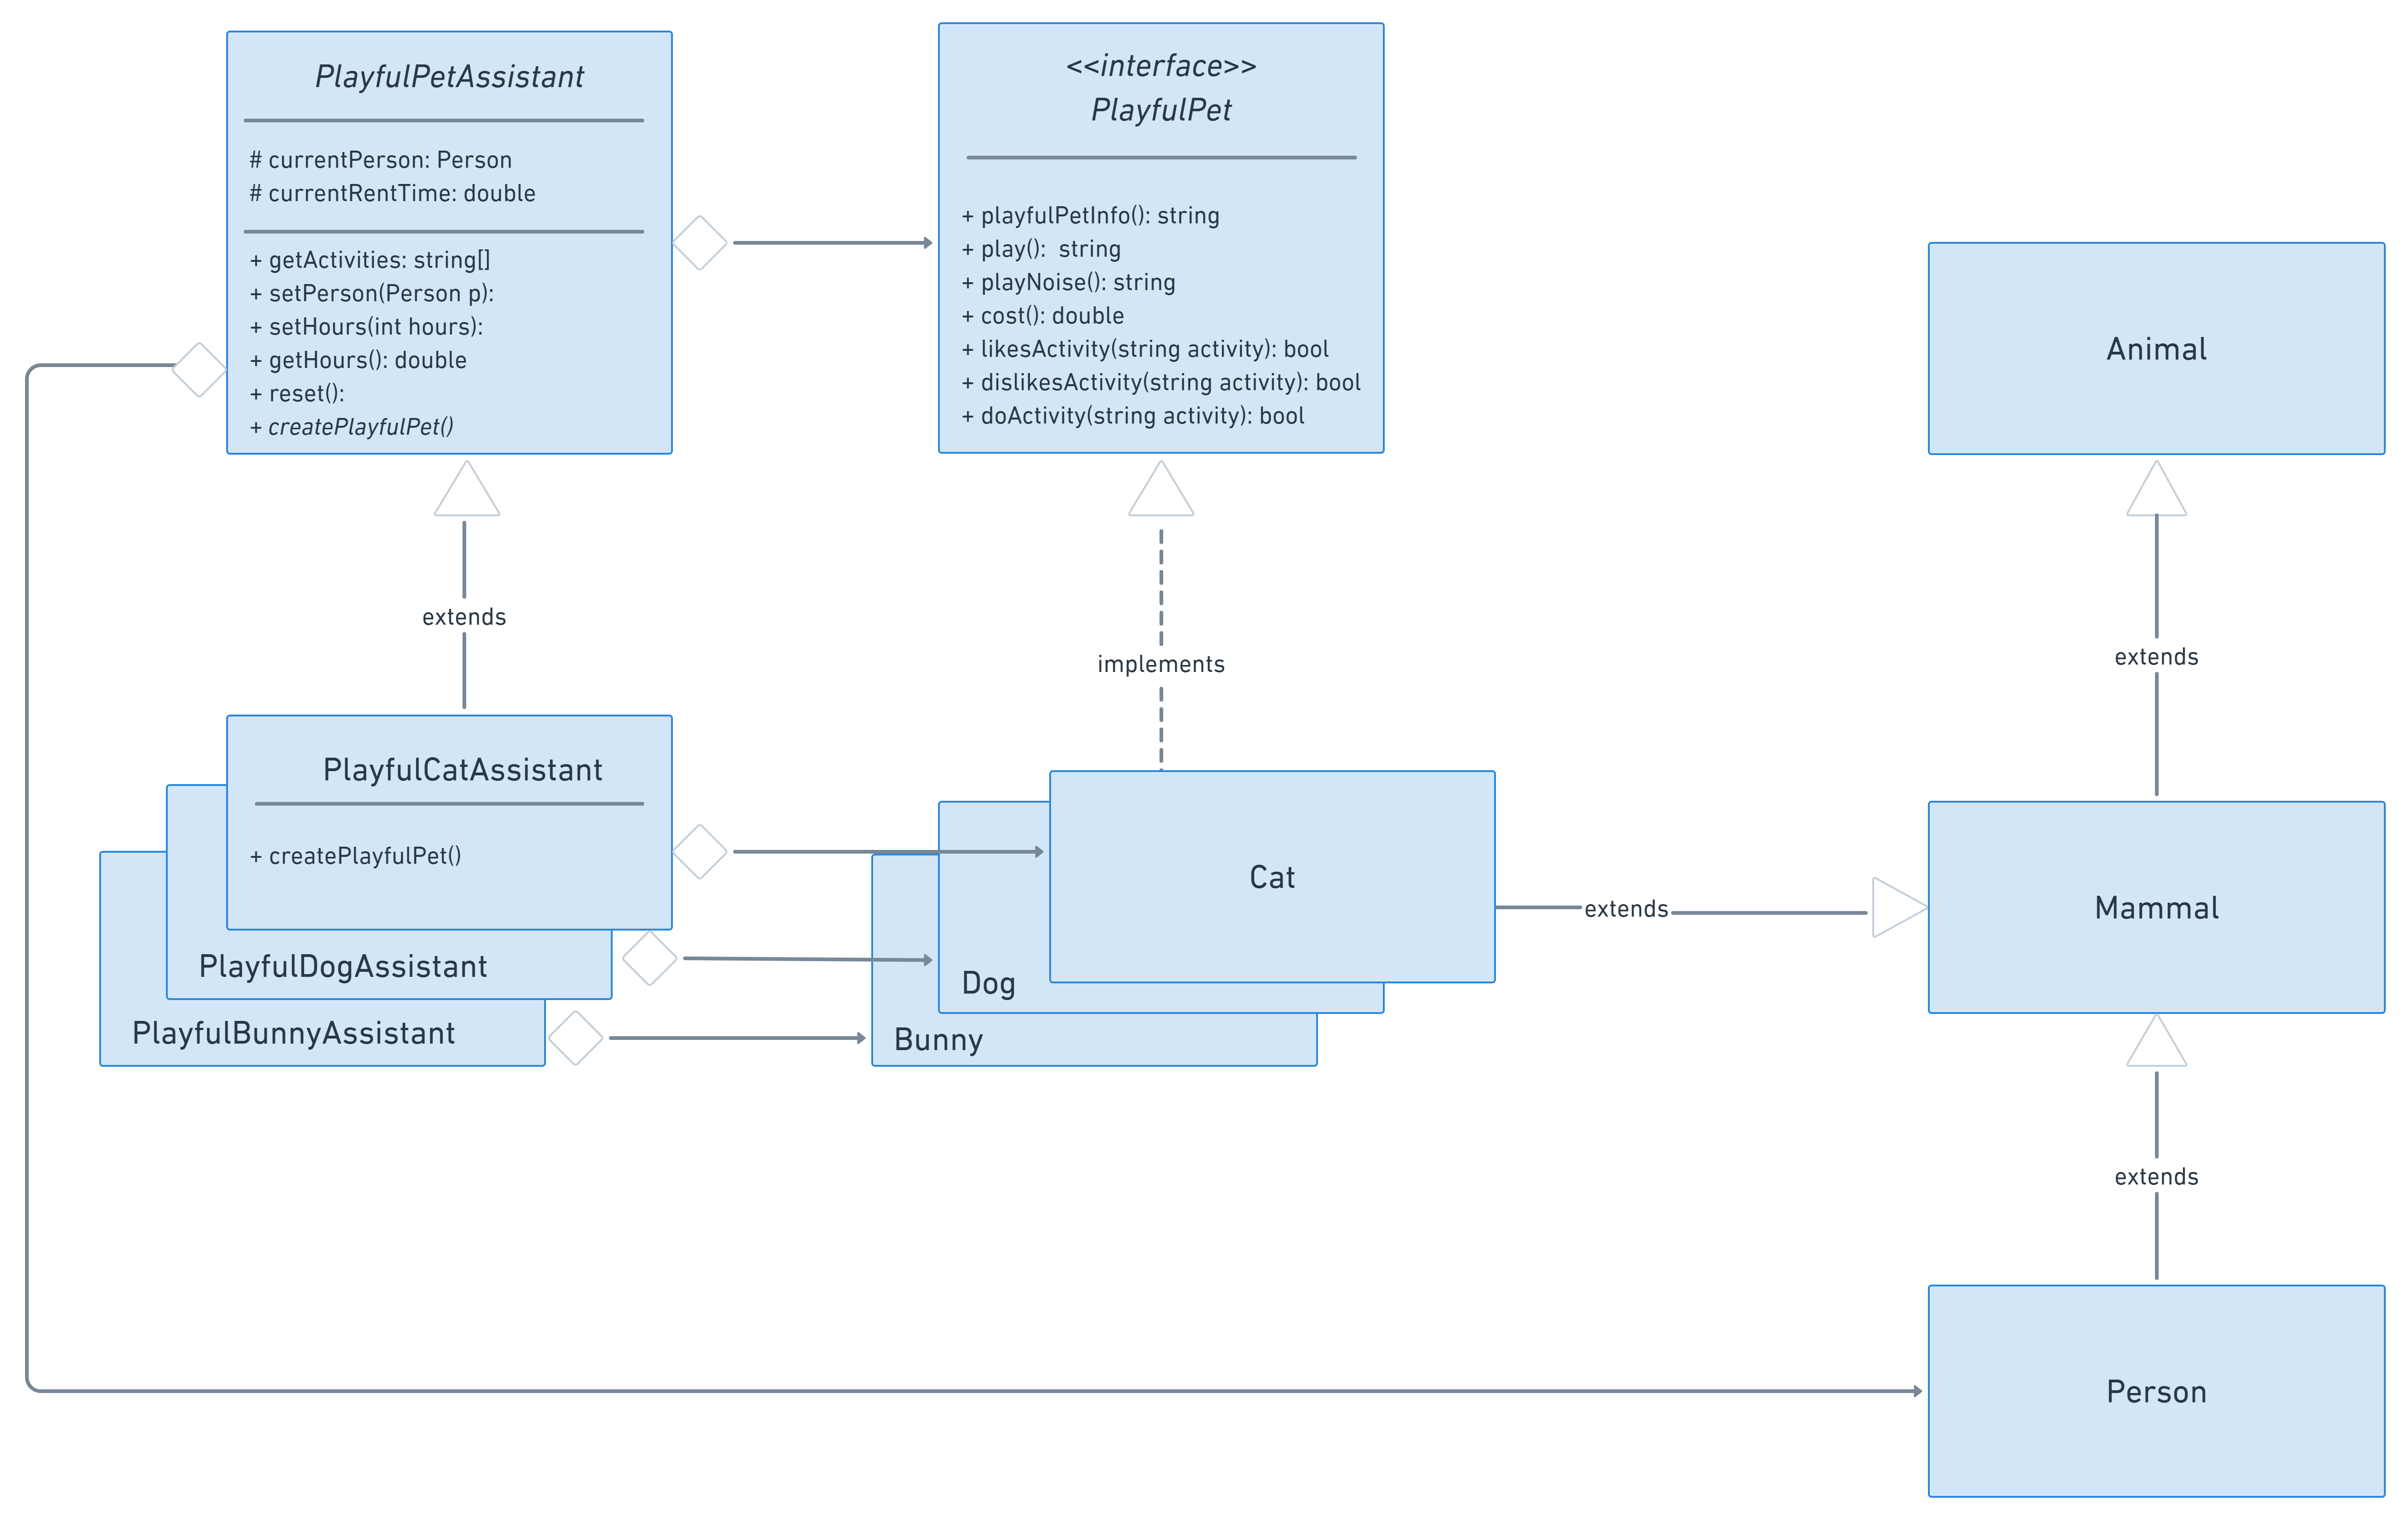 PlayfulPetAssistant
# currentPerson: Person
# currentRentTime: double
+ getActivities: string[]
+ setPerson(Person p):
+ setHours(int hours):
+ getHours(): double
+ reset():
+ createPlayfulPet()
<<interface>>
PlayfulPet
+ playfulPetInfo(): string
+ play():  string
+ playNoise(): string
+ cost(): double
+ likesActivity(string activity): bool
+ dislikesActivity(string activity): bool
+ doActivity(string activity): bool
Animal
extends
implements
extends
PlayfulCatAssistant
+ createPlayfulPet()
PlayfulDogAssistant
PlayfulBunnyAssistant
Cat
Dog
Bunny
extends
Mammal
extends
Person